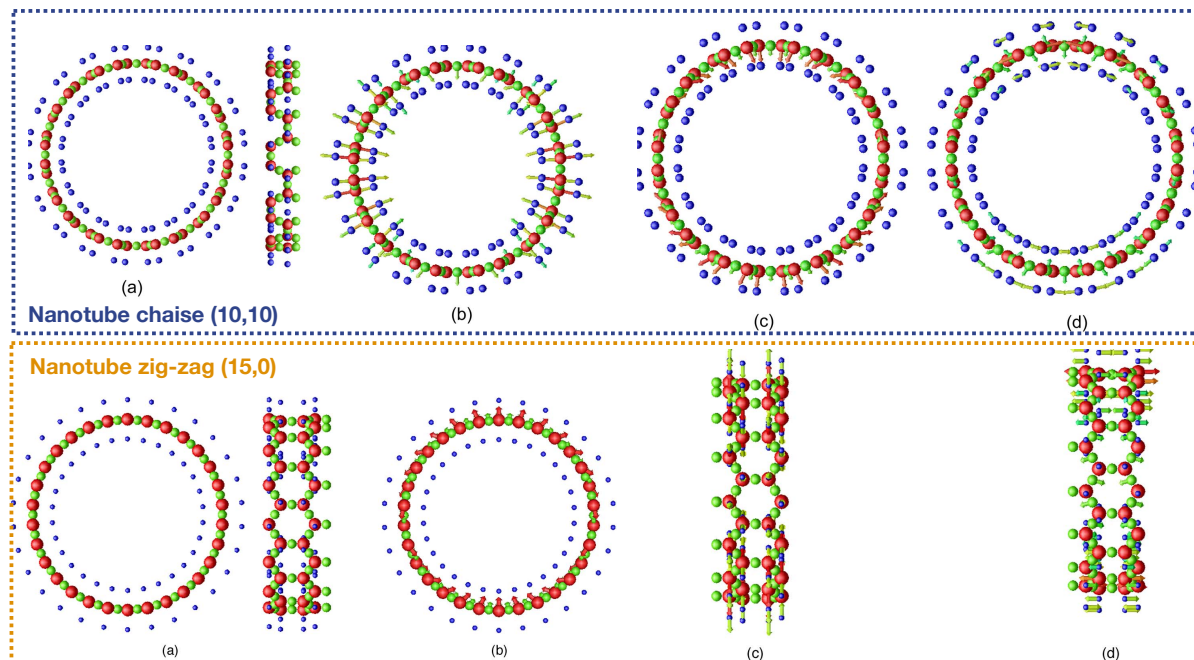 (a)
(b)
(c)
(d)
Nanotube chaise (10,10)
Nanotube zig-zag (15,0)
(a)
(b)
(c)
(d)